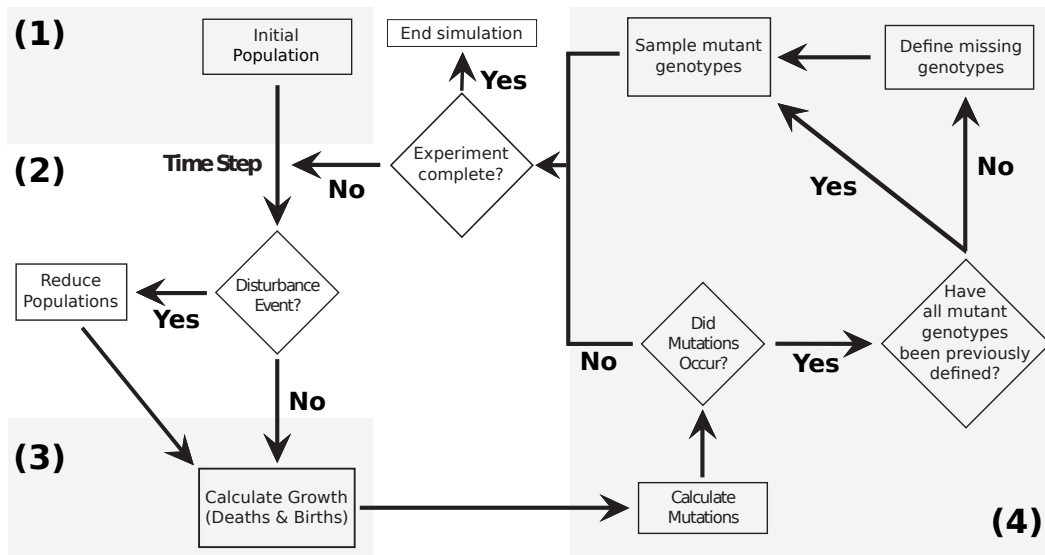 (1)
Initial
Population
End simulation
Yes
Sample mutant
genotypes
Define missing
genotypes
(2)
Time Step
No
Experiment
complete?
Yes
No
Reduce
Populations
Yes
Disturbance
Event?
No
No
Did
Mutations
Occur?
Yes
Have
all mutant
genotypes
been previously
defined?
(3)
Calculate Growth
(Deaths & Births)
Calculate
Mutations
(4)